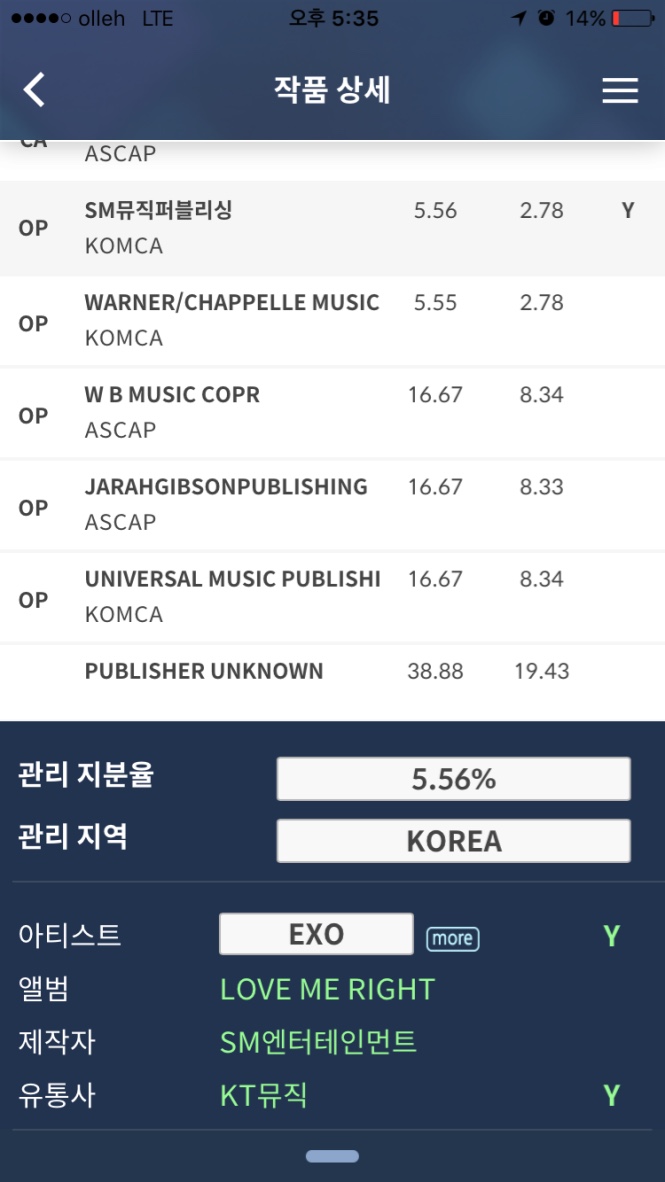 olleh LTE 오후 5:35 14%
작품 상세
CA
ASCAP
OP SM뮤직퍼블리싱 5.56 2.78 Y
KOMCA
OP WARNER/CHAPPELLE MUSIC 5.55 2.78
KOMCA
OP W B MUSIC COPR 16.67 8.34
ASCAP
OP JARAHGIBSONPUBLISHING 16.67 8.33
ASCAP
OP UNIVERSAL MUSIC PUBLISHI 16.67 8.34
KOMCA
PUBLISHER UNKNOWN 38.88 19.43
관리 지분율 5.56%
관리 지역 KOREA
아티스트 EXO more Y
앨범 LOVE ME RIGHT
제작자 SM엔터테인먼트
유통사 KT뮤직 Y